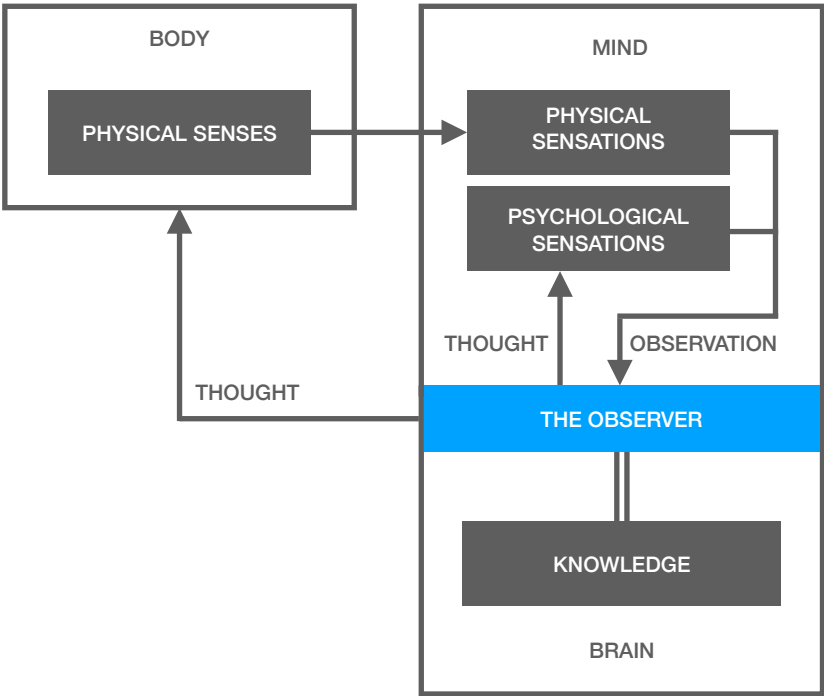 BODY
MIND
PHYSICAL SENSES
PHYSICAL
SENSATIONS
PSYCHOLOGICAL
SENSATIONS
THOUGHT
OBSERVATION
THOUGHT
THE OBSERVER
KNOWLEDGE
BRAIN